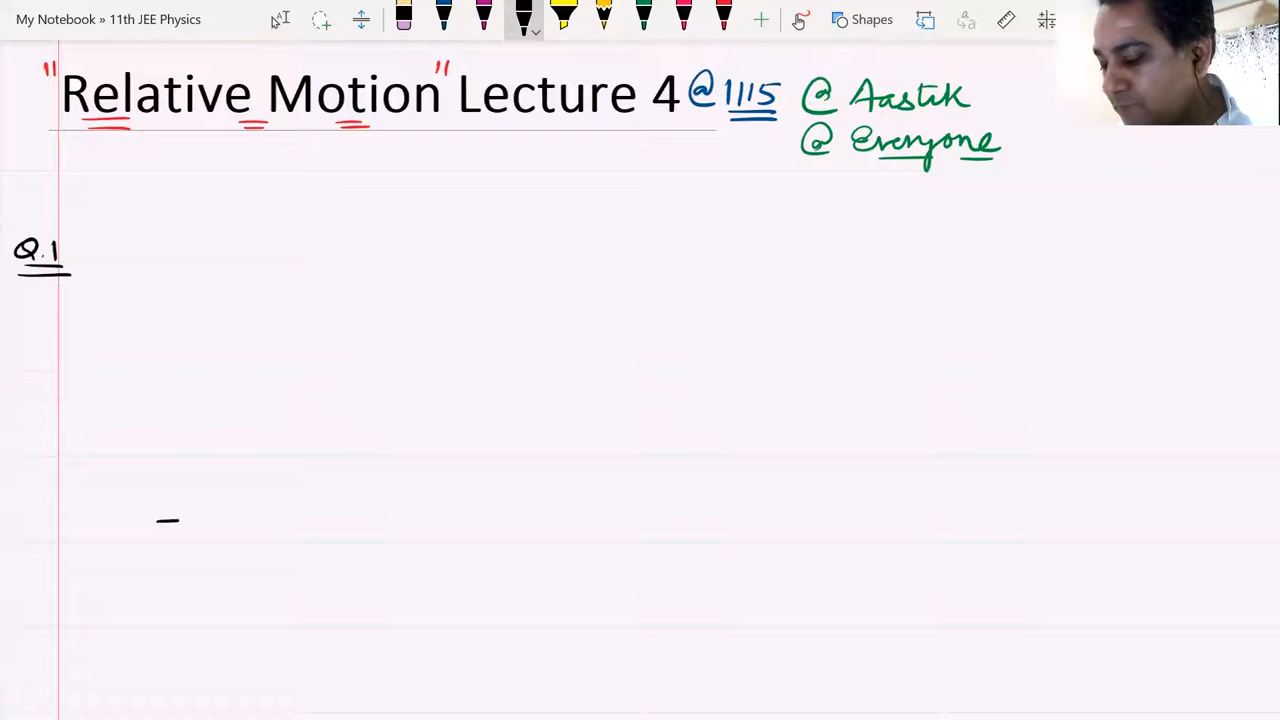 My Notebook » 11th JEE Physics
Shapes
"Relative Motion" Lecture 4 @ 1115 @ Aastik
@ Everyone
Q.1